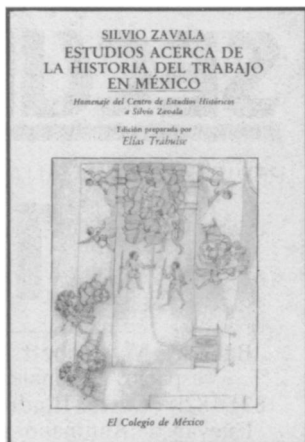 SILVIO ZAVALA
ESTUDIOS ACERCA DE
LA HISTORIA DEL TRABAJO
EN MÉXICO
Homenaje del Centro de Estudios Históricos
a Silvio Zavala
Edición preparada por
Elías Trabulse
El Colegio de México